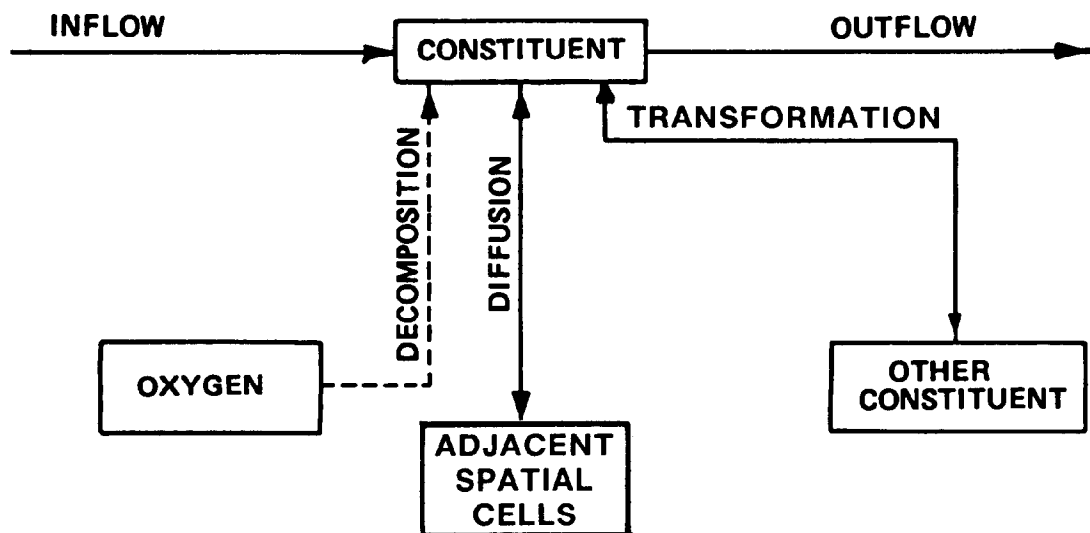 INFLOW
CONSTITUENT
OUTFLOW
TRANSFORMATION
DECOMPOSITION
DIFFUSION
OXYGEN
ADJACENT
SPATIAL
CELLS
OTHER
CONSTITUENT